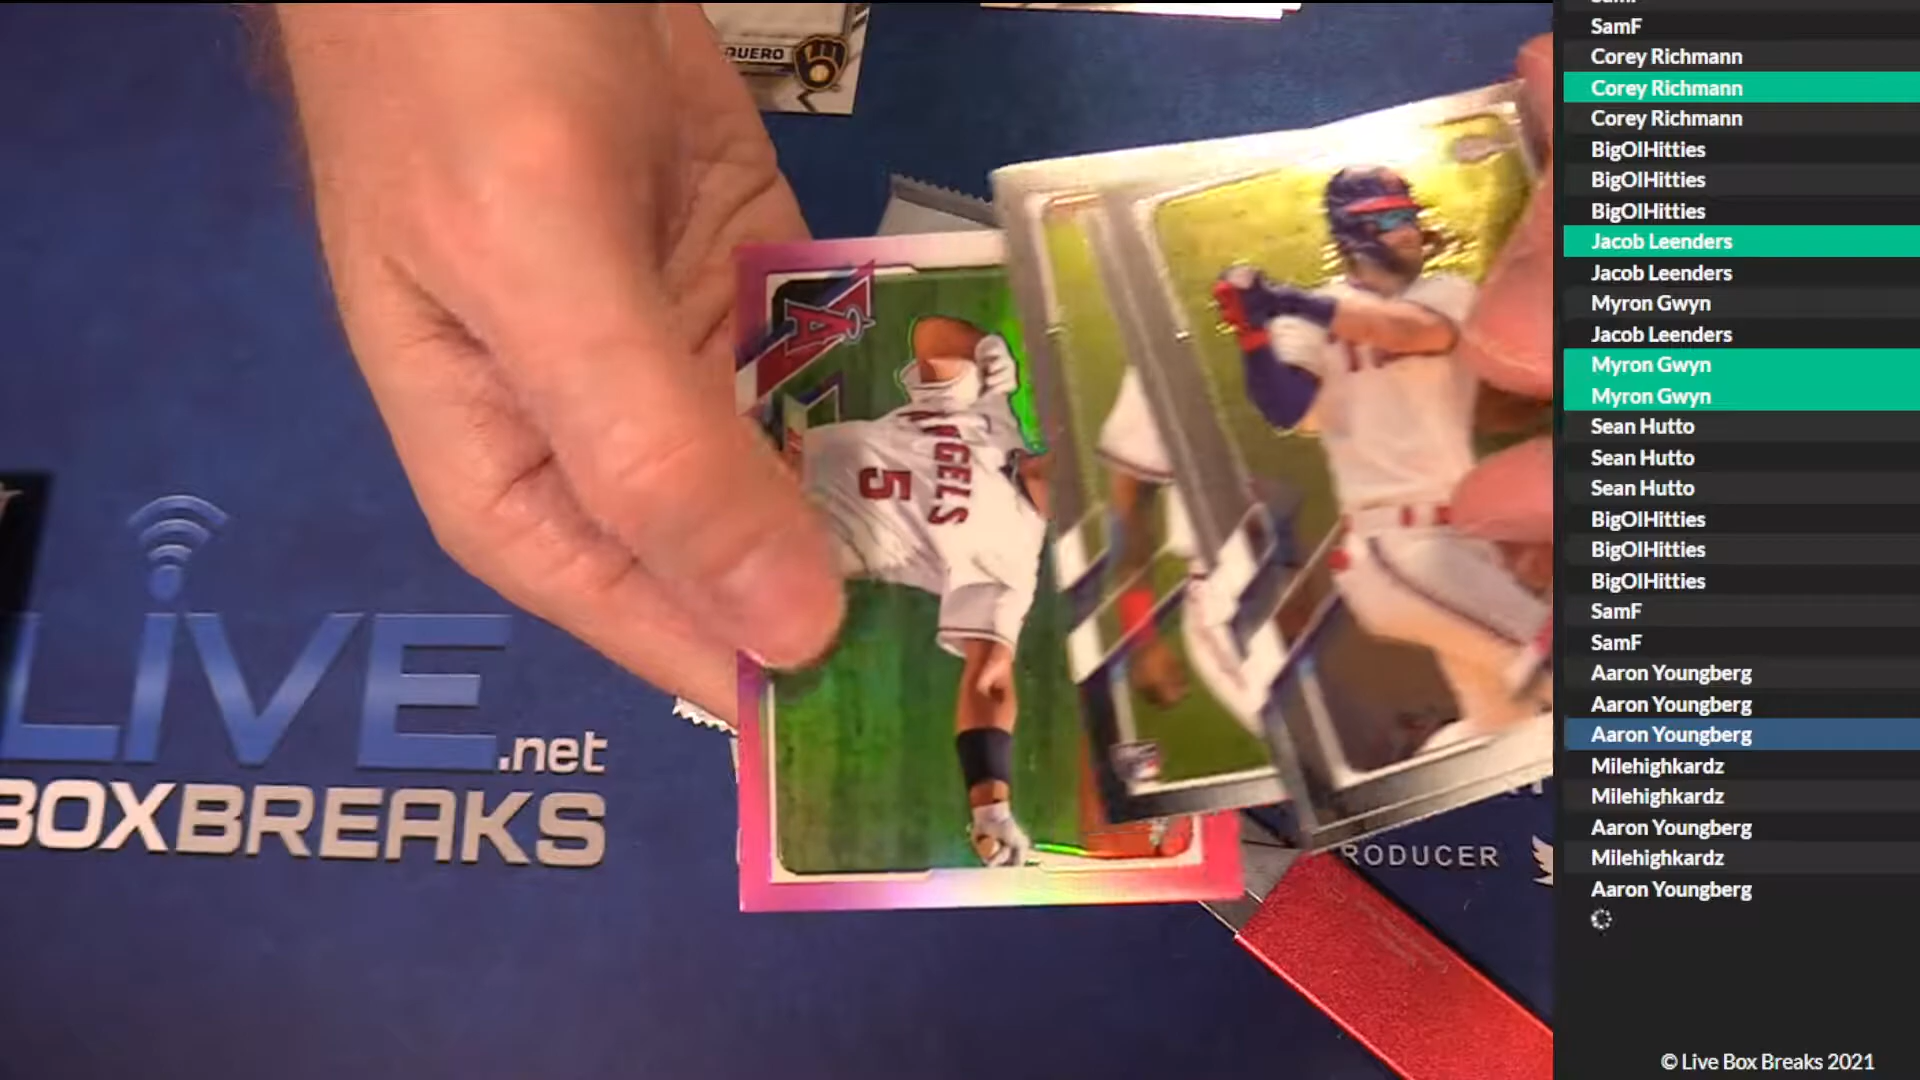 QUERO
ANGELS
5
LIVE
.net
BOXBREAKS
RODUCER
SamF
Corey Richmann
Corey Richmann
Corey Richmann
BigOlHitties
BigOlHitties
BigOlHitties
Jacob Leenders
Jacob Leenders
Myron Gwyn
Jacob Leenders
Myron Gwyn
Myron Gwyn
Sean Hutto
Sean Hutto
Sean Hutto
BigOlHitties
BigOlHitties
BigOlHitties
SamF
SamF
Aaron Youngberg
Aaron Youngberg
Aaron Youngberg
Milehighkardz
Milehighkardz
Aaron Youngberg
Milehighkardz
Aaron Youngberg
© Live Box Breaks 2021